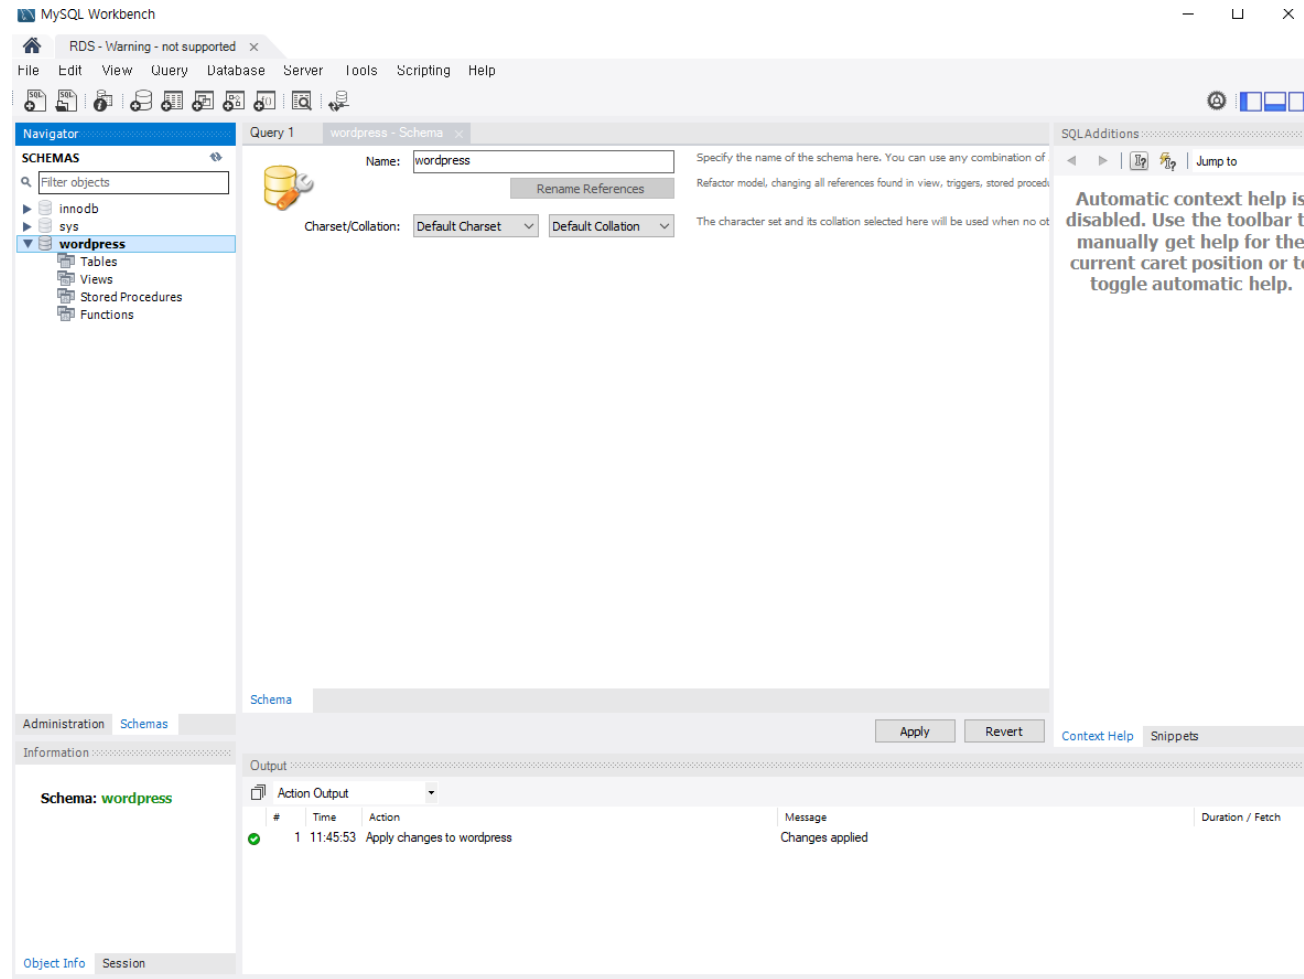 MySQL Workbench
RDS - Warning - not supported
File Edit View Query Database Server Tools Scripting Help
Navigator
SCHEMAS
Filter objects
innodb
sys
wordpress
Tables
Views
Stored Procedures
Functions
Administration Schemas
Information
Schema: wordpress
Object Info Session
Query 1 wordpress - Schema
Name: wordpress
Specify the name of the schema here. You can use any combination of
Rename References
Refactor model, changing all references found in view, triggers, stored
Charset/Collation: Default Charset Default Collation
The character set and its collation selected here will be used when no
Schema
Apply Revert
SQLAdditions
Jump to
Automatic context help is
disabled. Use the toolbar
manually get help for the
current caret position or
toggle automatic help.
Context Help Snippets
Output
Action Output
# Time Action Message Duration / Fetch
1 11:45:53 Apply changes to wordpress Changes applied